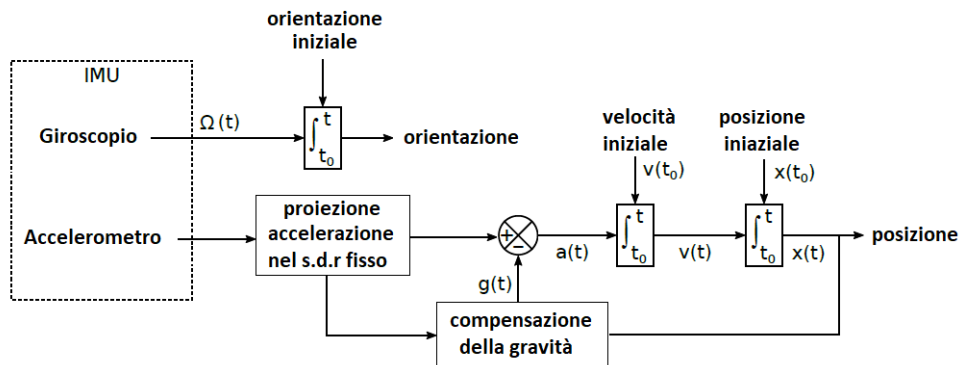 orientazione
iniziale
IMU
Giroscopio
Ω(t)
∫
t
t₀
orientazione
velocità
iniziale
v(t₀)
posizione
iniaziale
x(t₀)
Accelerometro
proiezione
accelerazione
nel s.d.r fisso
+
−
a(t)
∫
t
t₀
v(t)
∫
t
t₀
x(t)
posizione
g(t)
compensazione
della gravità